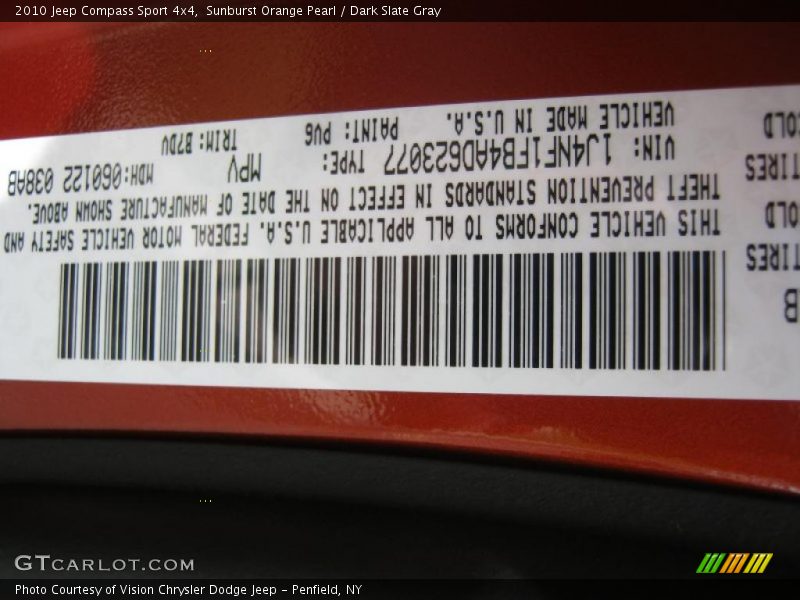 2010 Jeep Compass Sport 4x4,  Sunburst Orange Pearl / Dark Slate Gray
THIS VEHICLE CONFORMS TO ALL APPLICABLE U.S.A. FEDERAL MOTOR VEHICLE SAFETY AND
THEFT PREVENTION STANDARDS IN EFFECT ON THE DATE OF MANUFACTURE SHOWN ABOVE.
VIN: 1J4NF1FB4AD623077 TYPE: MPV MDH:060122 038AB
VEHICLE MADE IN U.S.A. PAINT: PV6 TRIM: B7DV
B
TIRES
OLD
TIRES
OLD
GTCARLOT.COM
Photo Courtesy of Vision Chrysler Dodge Jeep – Penfield, NY